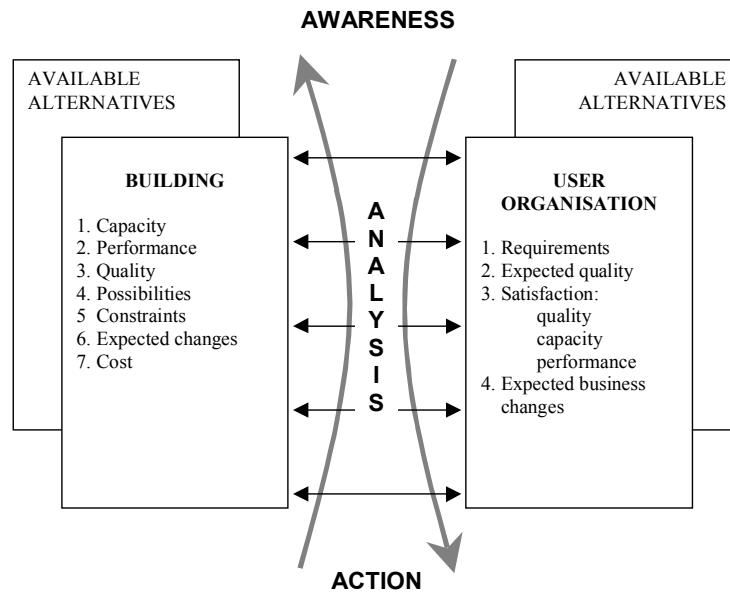 AWARENESS
AVAILABLE
ALTERNATIVES
AVAILABLE
ALTERNATIVES
BUILDING
1. Capacity
2. Performance
3. Quality
4. Possibilities
5  Constraints
6. Expected changes
7. Cost
ANALYSIS
USER
ORGANISATION
1. Requirements
2. Expected quality
3. Satisfaction:
quality
capacity
performance
4. Expected business
changes
ACTION